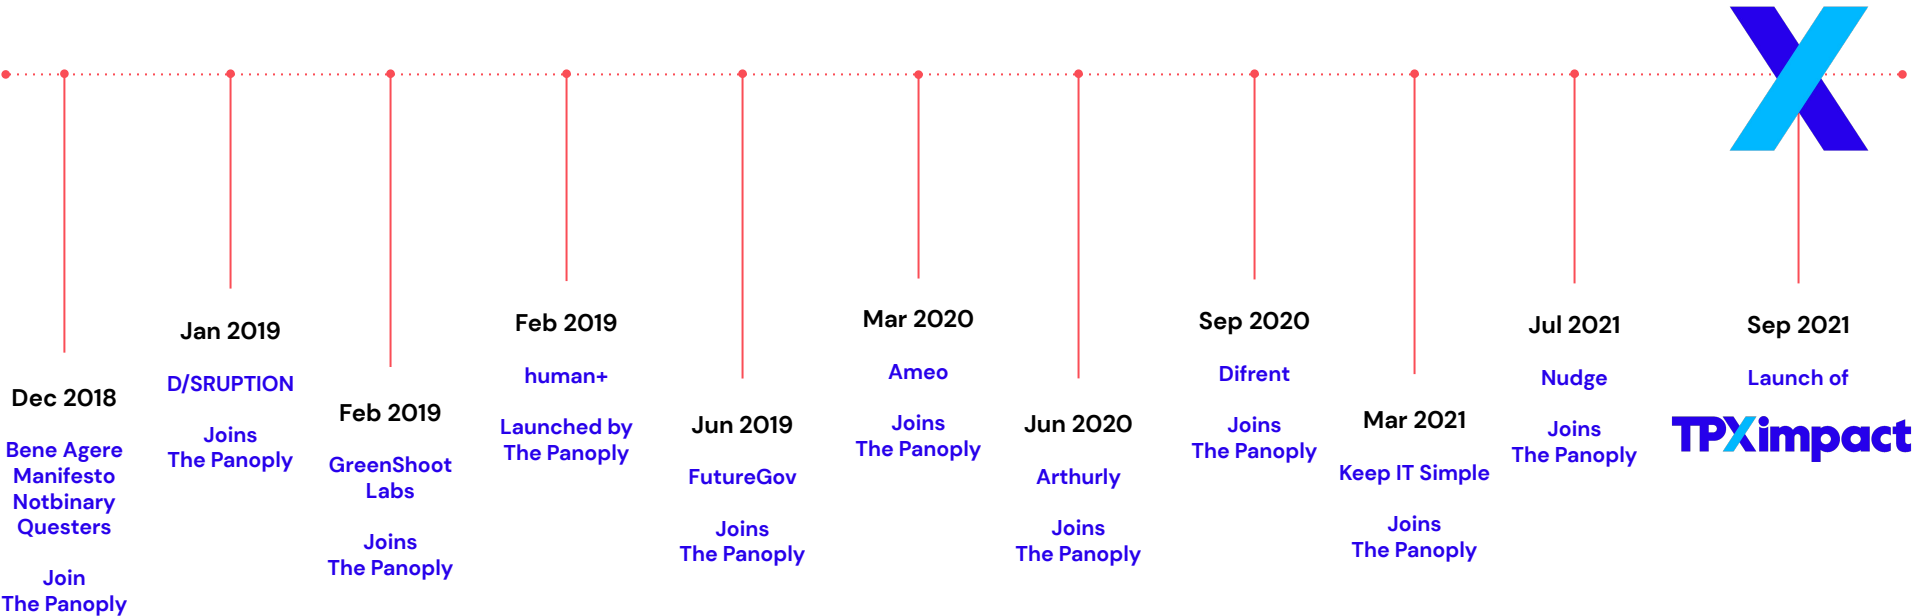 Dec 2018
Bene Agere
Manifesto
Notbinary
Questers
Join
The Panoply
Jan 2019
D/SRUPTION
Joins
The Panoply
Feb 2019
GreenShoot
Labs
Joins
The Panoply
Feb 2019
human+
Launched by
The Panoply
Jun 2019
FutureGov
Joins
The Panoply
Mar 2020
Ameo
Joins
The Panoply
Jun 2020
Arthurly
Joins
The Panoply
Sep 2020
Difrent
Joins
The Panoply
Mar 2021
Keep IT Simple
Joins
The Panoply
Jul 2021
Nudge
Joins
The Panoply
X
Sep 2021
Launch of
TPXimpact